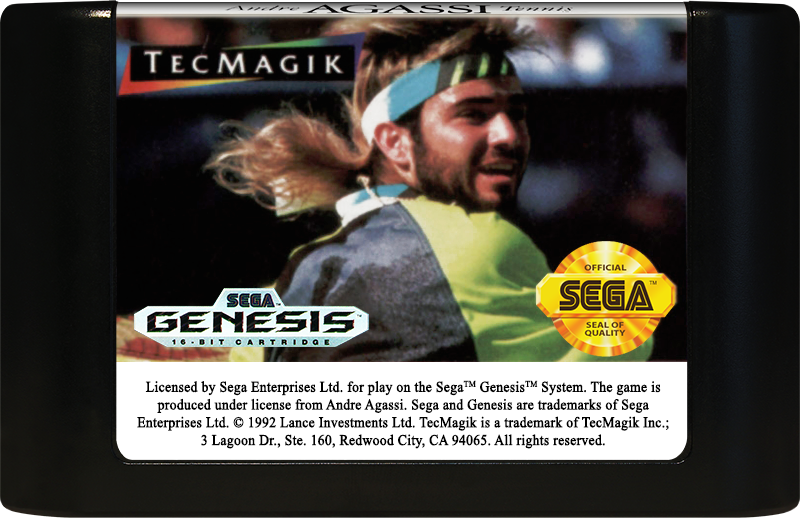 Andre AGASSI Tennis
TECMAGIK
SEGA™
GENESIS
16-BIT CARTRIDGE
OFFICIAL
SEGA™
SEAL OF
QUALITY
Licensed by Sega Enterprises Ltd. for play on the Sega™ Genesis™ System. The game is
produced under license from Andre Agassi. Sega and Genesis are trademarks of Sega
Enterprises Ltd. © 1992 Lance Investments Ltd. TecMagik is a trademark of TecMagik Inc.;
3 Lagoon Dr., Ste. 160, Redwood City, CA 94065. All rights reserved.